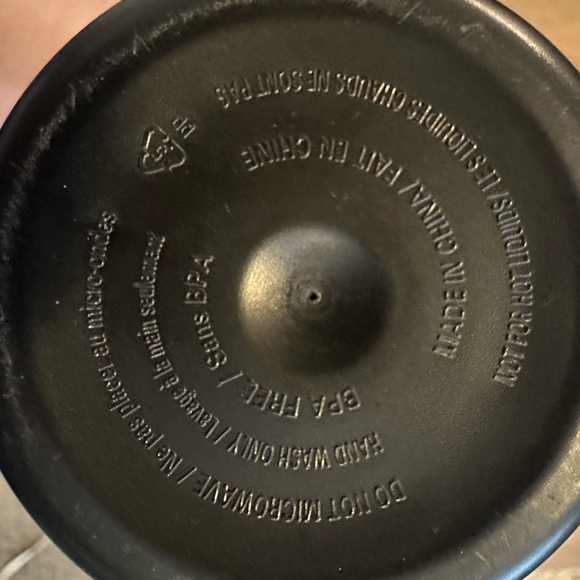 NOT FOR HOT LIQUIDS / LES LIQUIDES CHAUDS NE SONT PAS
MADE IN CHINA / FAIT EN CHINE
PP
BPA FREE / Sans BPA
HAND WASH ONLY / Lavage à la main seulement
DO NOT MICROWAVE / Ne pas placer au micro-ondes